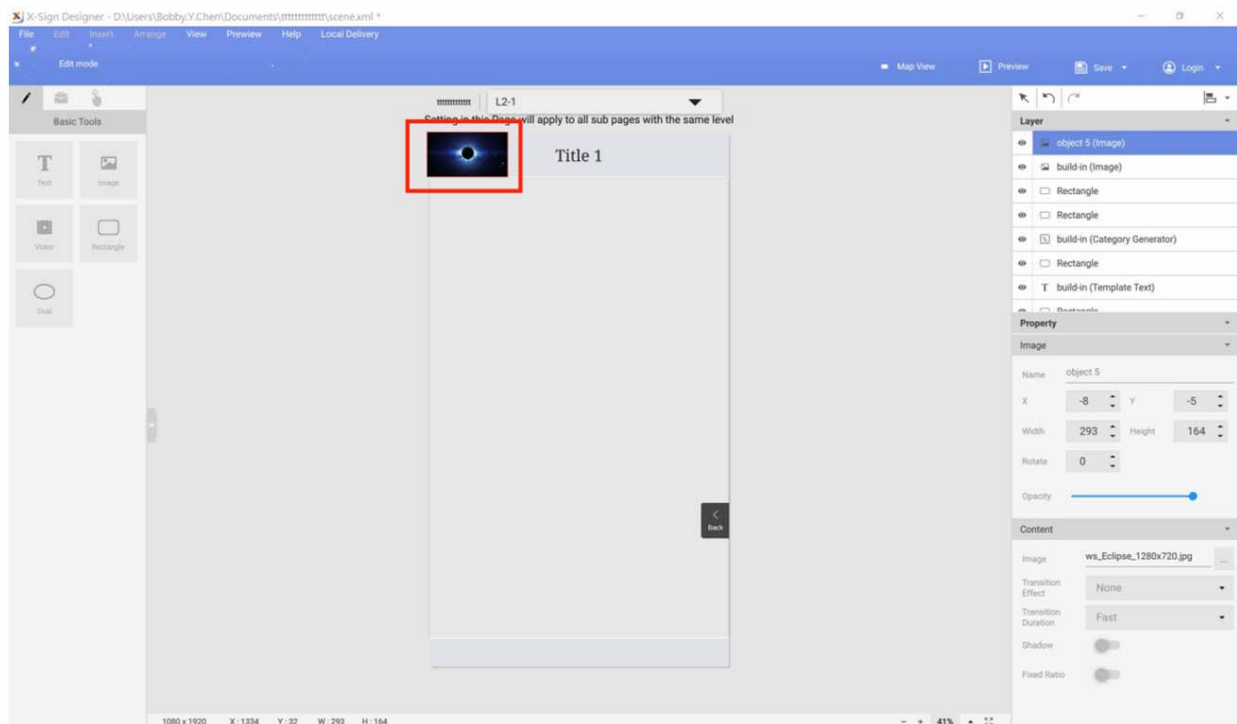 X-Sign Designer - D:\Users\Bobby.Y.Chen\Documents\tttttttttttttt\scene.xml *
File Edit Insert Arrange View Prewiew Help Local Delivery
Edit mode
Map View Preview Save Login
Basic Tools
Text Image
Video Rectangle
Oval
tttttttttttttt L2-1
Setting in this Page will apply to all sub pages with the same level
Title 1
Back
Layer
object 5 (Image)
build-in (Image)
Rectangle
Rectangle
build-in (Category Generator)
Rectangle
T build-in (Template Text)
Rectangle
Property
Image
Name object 5
X -8 Y -5
Width 293 Height 164
Rotate 0
Opacity
Content
Image ws_Eclipse_1280x720.jpg ...
Transition
Effect
None
Transition
Duration
Fast
Shadow
Fixed Ratio
1080 x 1920 X : 1334 Y : 32 W : 293 H : 164
- + 41%